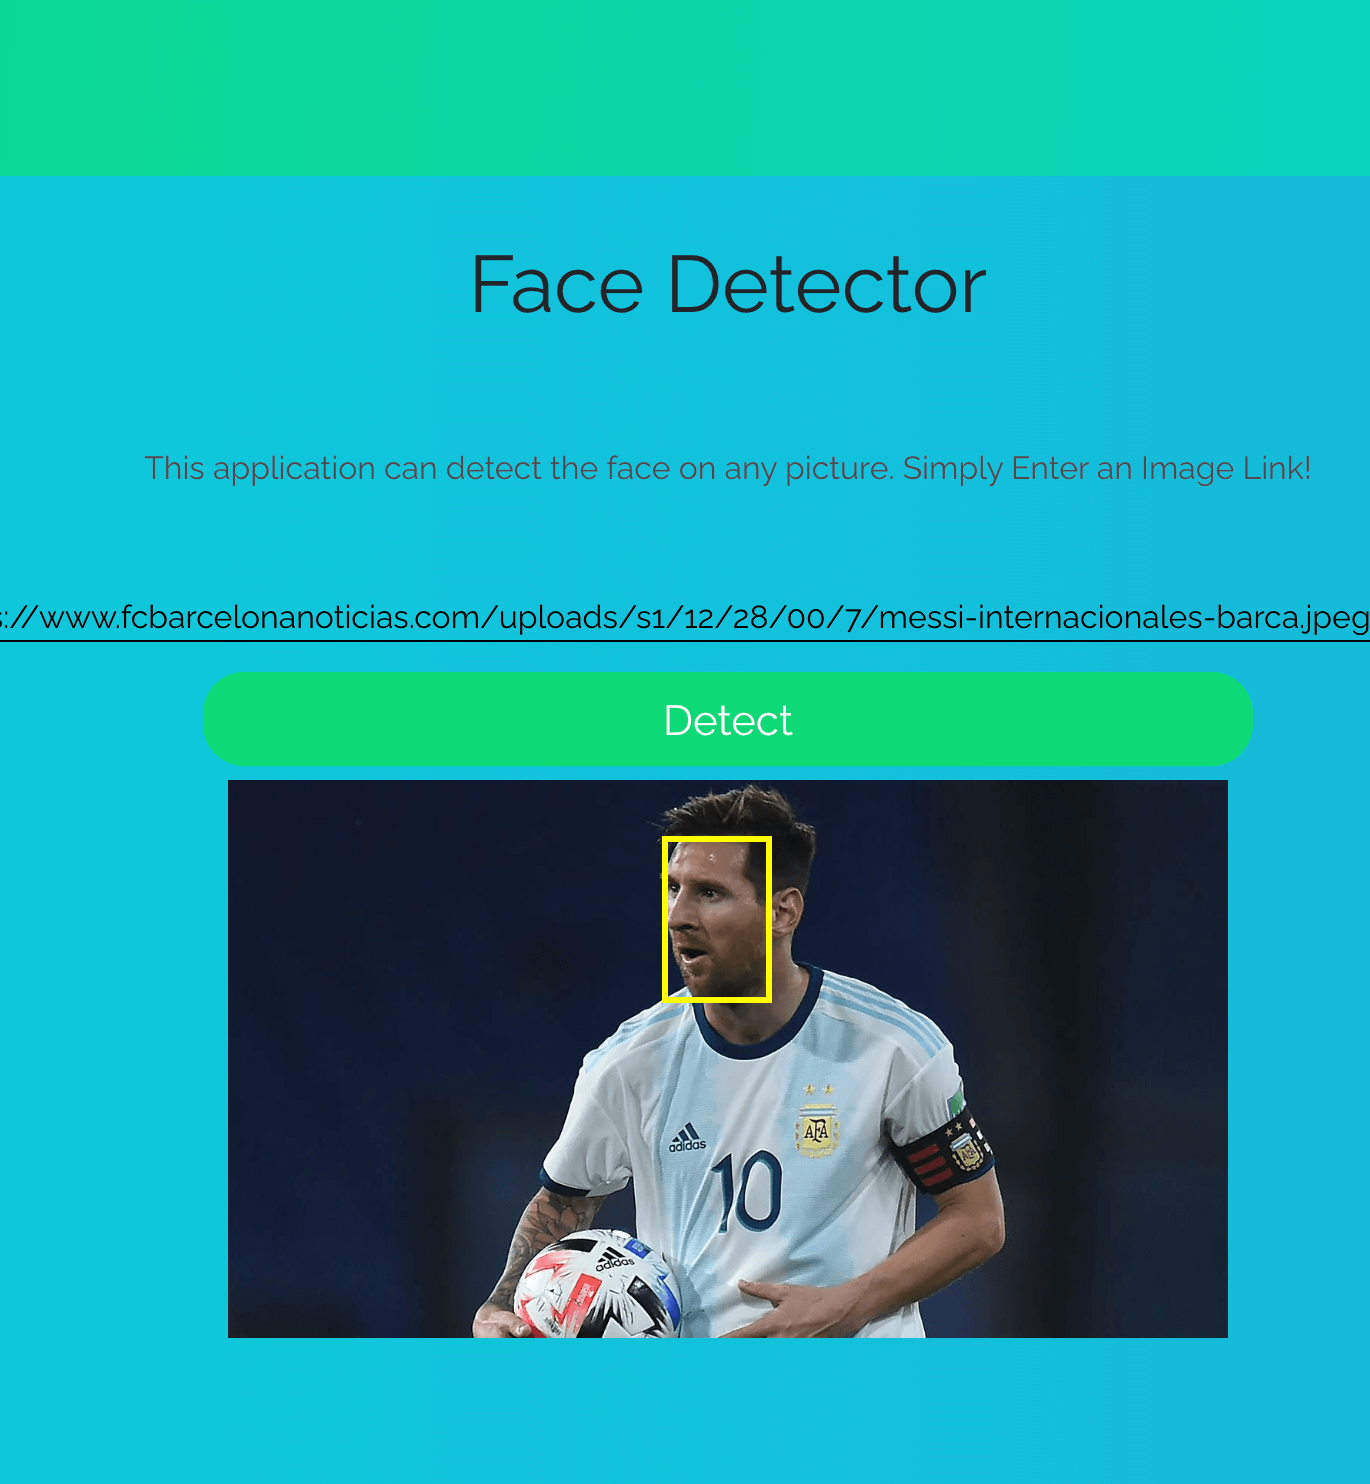 Face Detector
This application can detect the face on any picture. Simply Enter an Image Link!
s://www.fcbarcelonanoticias.com/uploads/s1/12/28/00/7/messi-internacionales-barca.jpeg
Detect
AFA
adidas
AFA
10
adidas